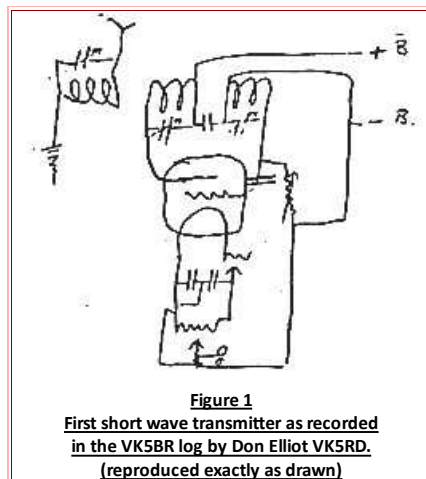 + B
- B.
Figure 1
First short wave transmitter as recorded
in the VK5BR log by Don Elliot VK5RD.
(reproduced exactly as drawn)